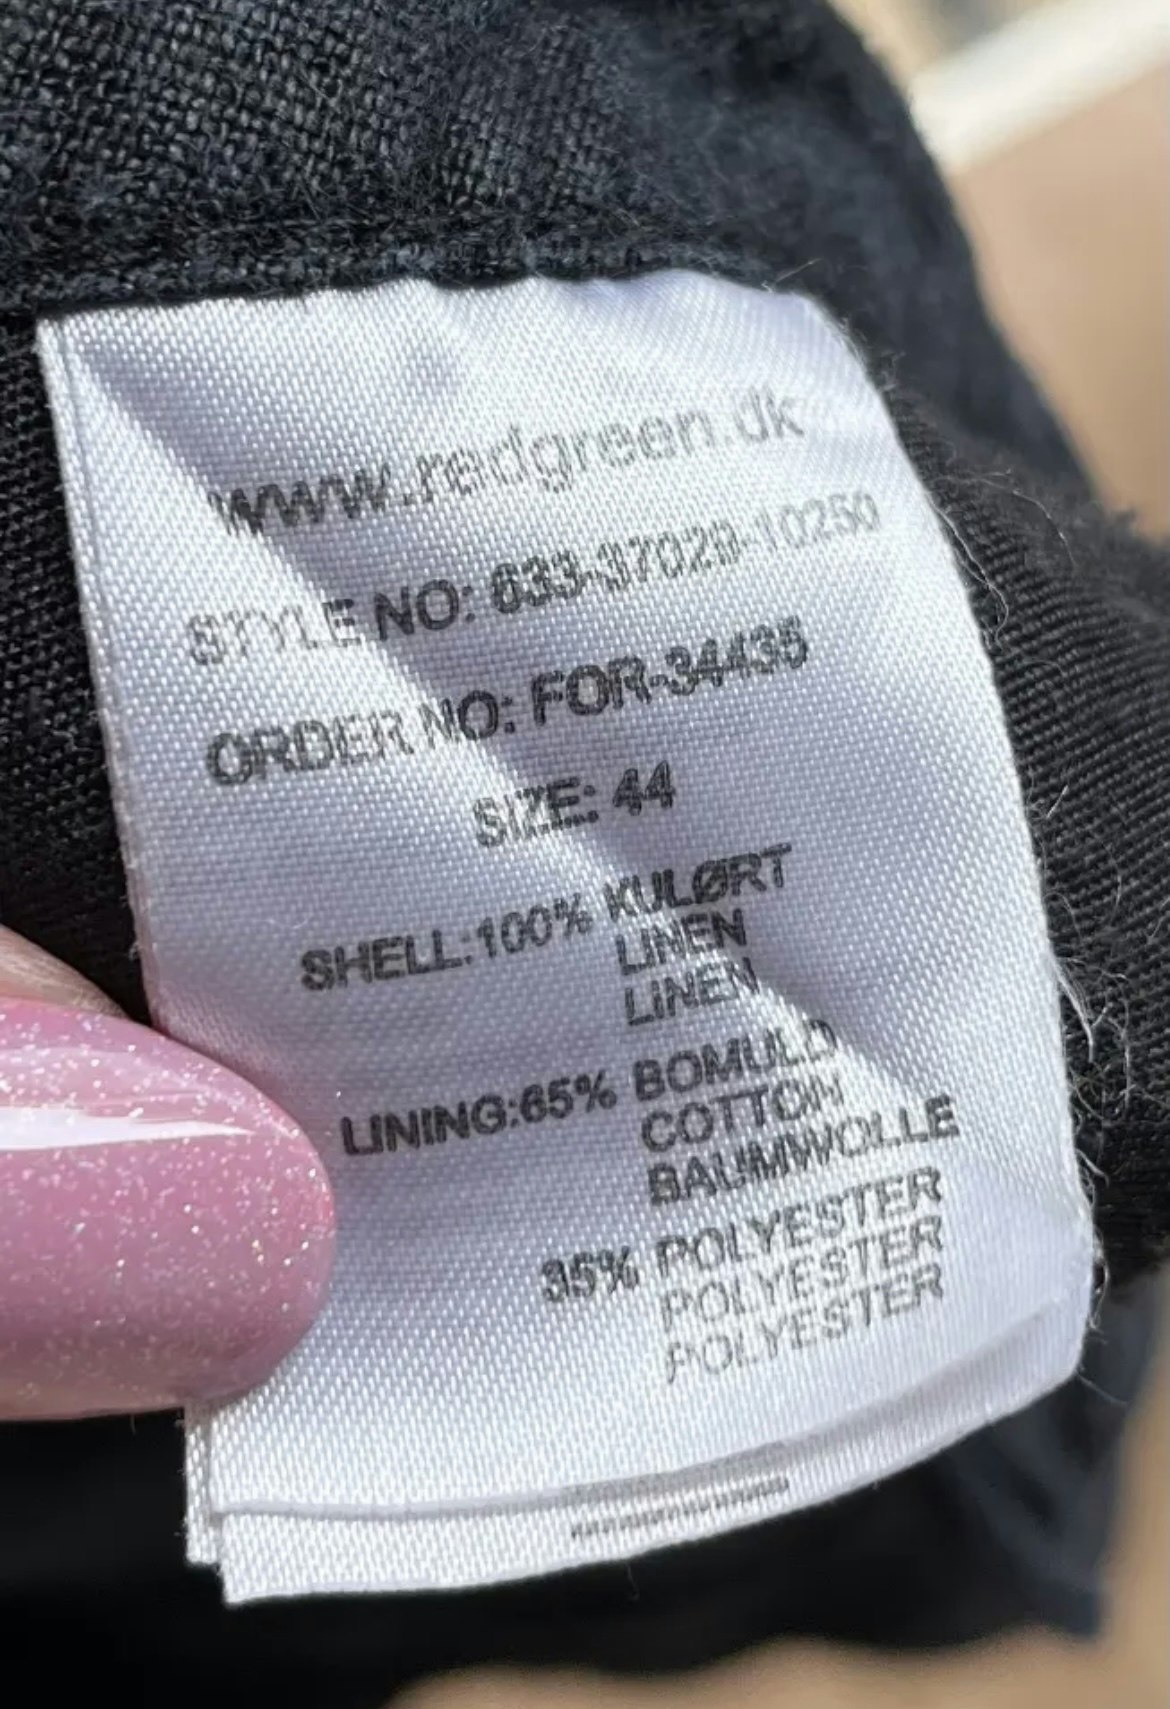 www.redgreen.dk
STYLE NO: 633-37028-10250
ORDER NO: FOR-34435
SIZE: 44
SHELL:100% KULØRT
LINEN
LINEN
LINING:65% BOMULD
COTTON
BAUMWOLLE
35% POLYESTER
POLYESTER
POLYESTER